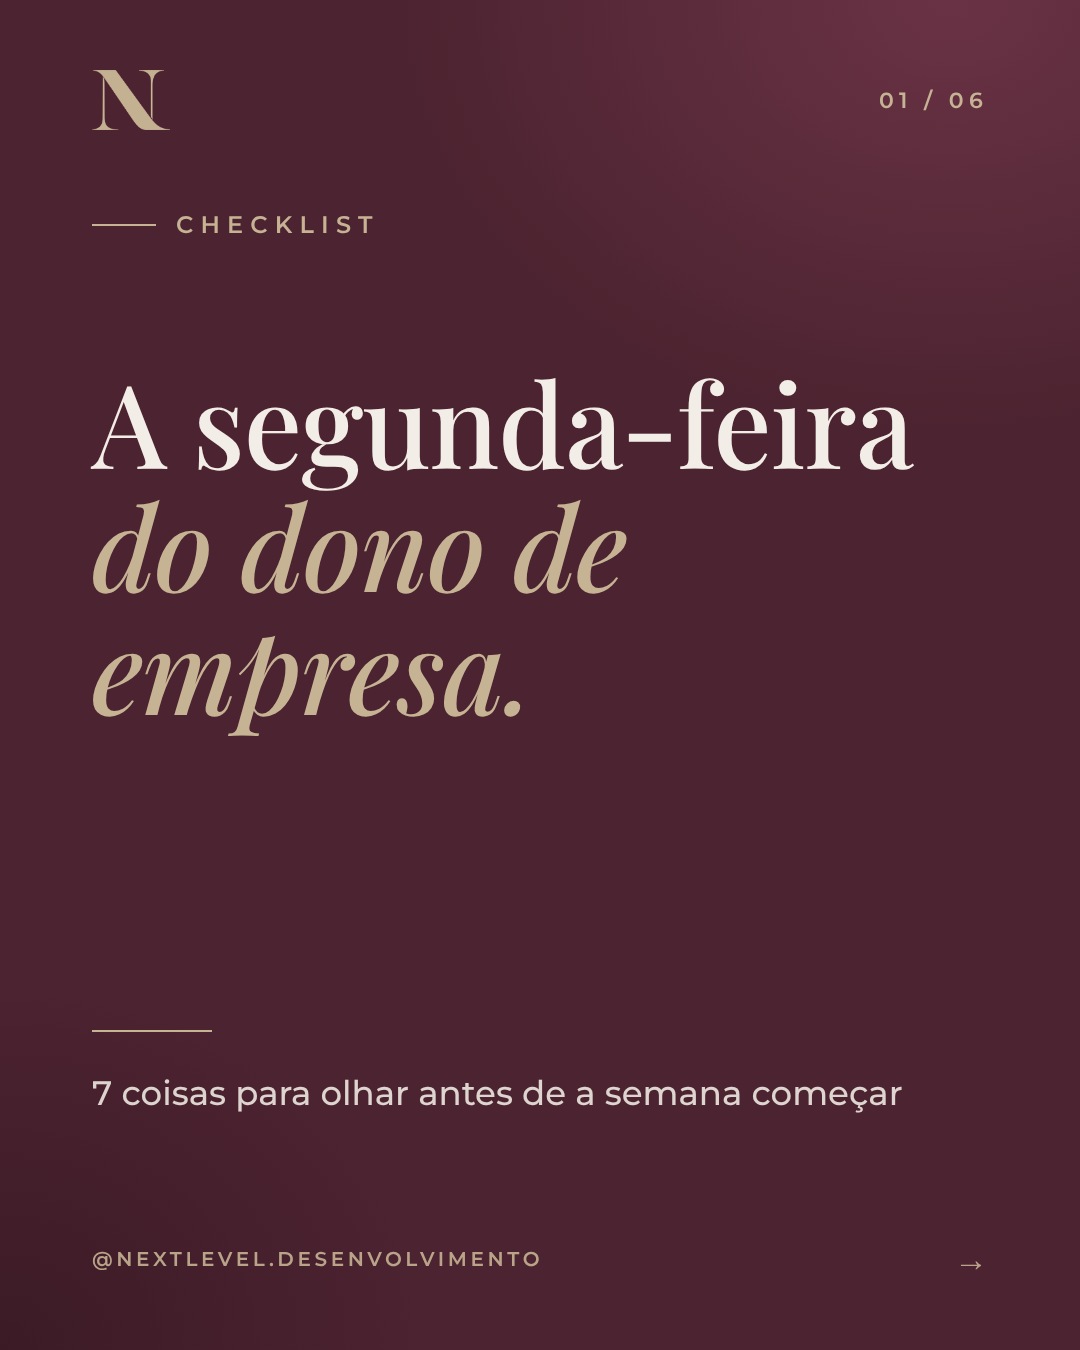 N
01 / 06
CHECKLIST
A segunda-feira
do dono de
empresa.
7 coisas para olhar antes de a semana começar
@NEXTLEVEL.DESENVOLVIMENTO
→